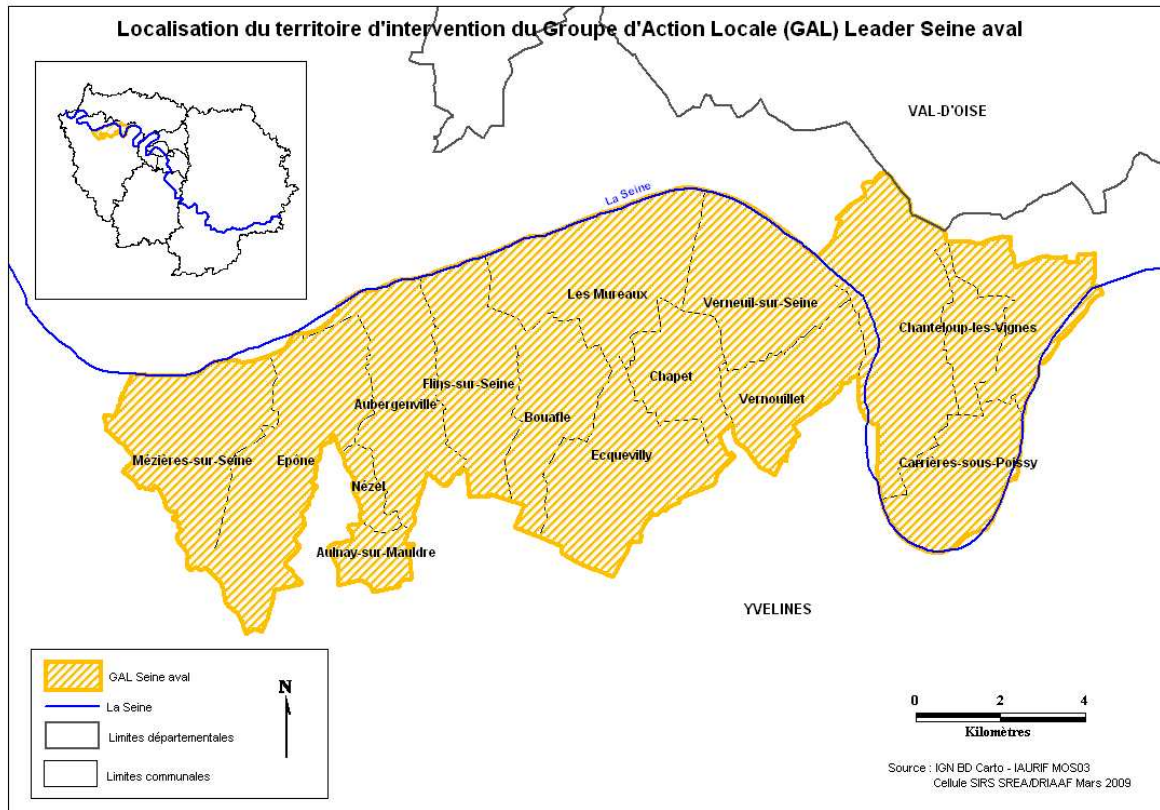 Localisation du territoire d'intervention du Groupe d'Action Locale (GAL) Leader Seine aval
VAL-D'OISE
La Seine
Les Mureaux
Verneuil-sur-Seine
Chanteloup-les-Vignes
Chapet
Flins-sur-Seine
Aubergenville
Vernouillet
Bouafle
Mézières-sur-Seine
Epône
Ecquevilly
Carrières-sous-Poissy
Nézel
Aulnay-sur-Mauldre
YVELINES
GAL Seine aval
La Seine
Limites départementales
Limites communales
N
0 2 4
Kilomètres
Source : IGN BD Carto - IAURIF MOS03
Cellule SIRS SREA/DRIAAF Mars 2009